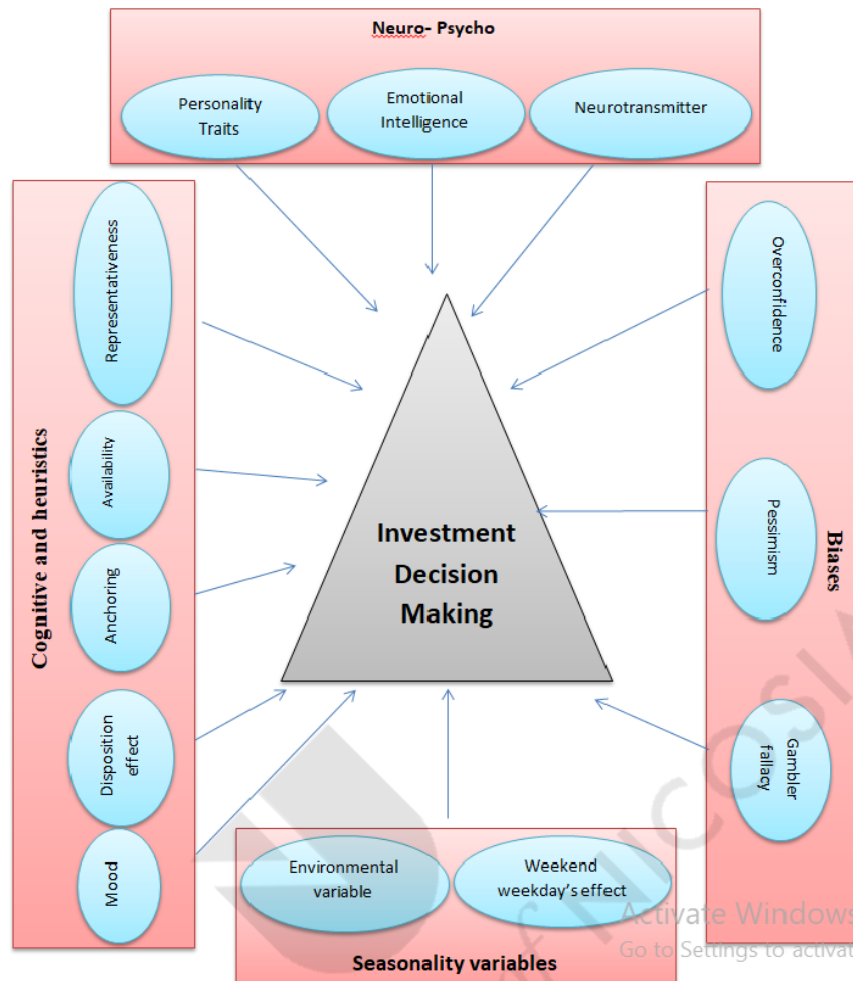 Neuro- Psycho
Personality
Traits
Emotional
Intelligence
Neurotransmitter
Cognitive and heuristics
Representativeness
Availability
Anchoring
Disposition
effect
Mood
Investment
Decision
Making
Biases
Overconfidence
Pessimism
Gambler
fallacy
Environmental
variable
Weekend
weekday's effect
Seasonality variables
of NICOSIA
Activate Windows
Go to Settings to activat